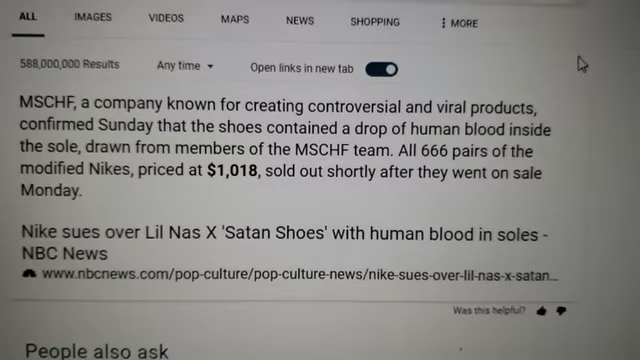 ALL IMAGES VIDEOS MAPS NEWS SHOPPING ⋮ MORE
588,000,000 Results Any time ▾ Open links in new tab
MSCHF, a company known for creating controversial and viral products,
confirmed Sunday that the shoes contained a drop of human blood inside
the sole, drawn from members of the MSCHF team. All 666 pairs of the
modified Nikes, priced at $1,018, sold out shortly after they went on sale
Monday.
Nike sues over Lil Nas X 'Satan Shoes' with human blood in soles -
NBC News
www.nbcnews.com/pop-culture/pop-culture-news/nike-sues-over-lil-nas-x-satan...
Was this helpful?
People also ask